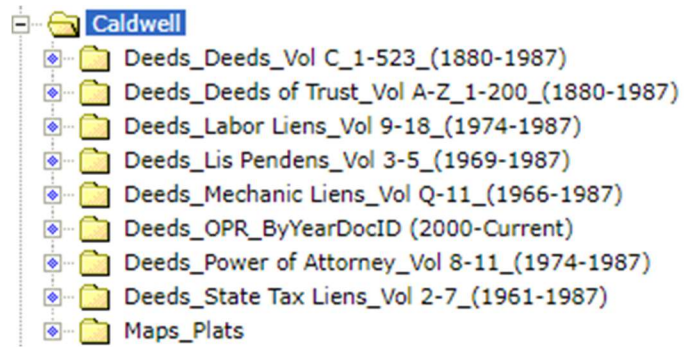 Caldwell
Deeds_Deeds_Vol C_1-523_(1880-1987)
Deeds_Deeds of Trust_Vol A-Z_1-200_(1880-1987)
Deeds_Labor Liens_Vol 9-18_(1974-1987)
Deeds_Lis Pendens_Vol 3-5_(1969-1987)
Deeds_Mechanic Liens_Vol Q-11_(1966-1987)
Deeds_OPR_ByYearDocID (2000-Current)
Deeds_Power of Attorney_Vol 8-11_(1974-1987)
Deeds_State Tax Liens_Vol 2-7_(1961-1987)
Maps_Plats